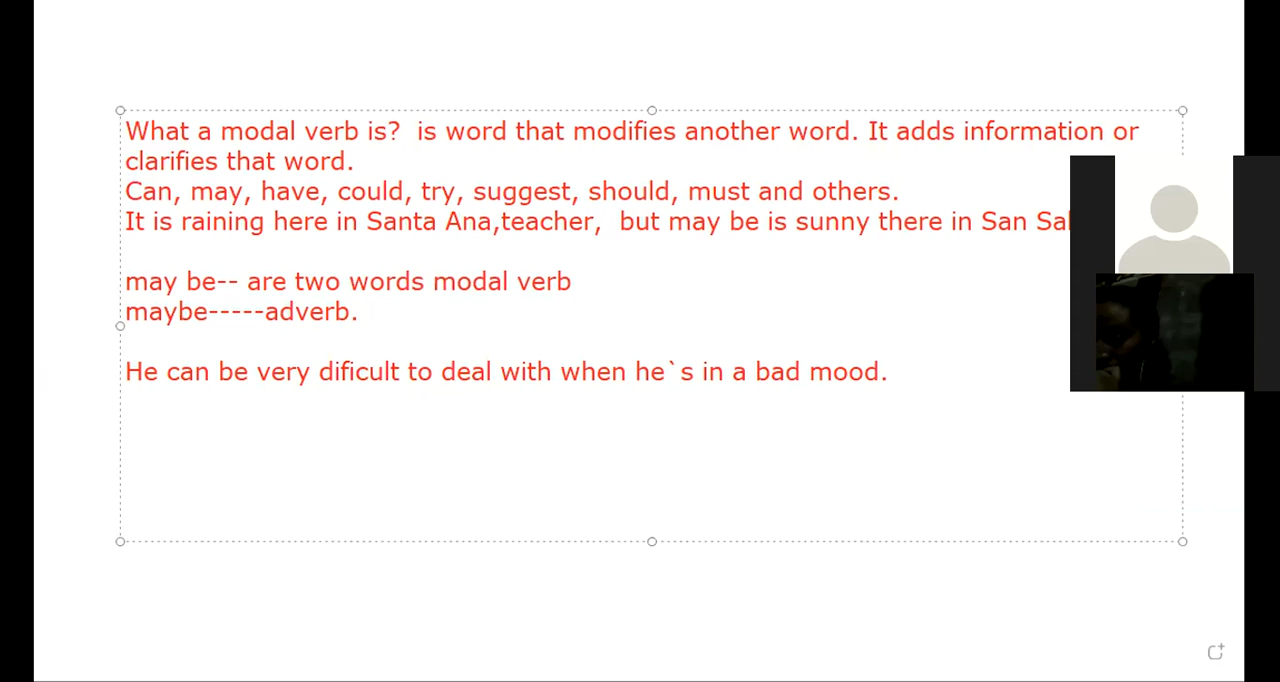 What a modal verb is?  is word that modifies another word. It adds information or
clarifies that word.
Can, may, have, could, try, suggest, should, must and others.
It is raining here in Santa Ana,teacher,  but may be is sunny there in San
may be-- are two words modal verb
maybe-----adverb.
He can be very dificult to deal with when he`s in a bad mood.